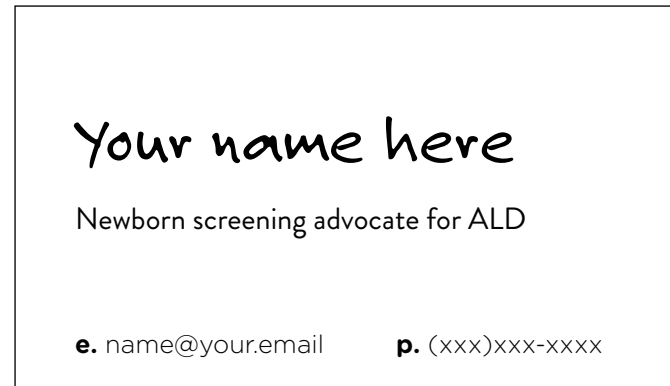 Your name here
Newborn screening advocate for ALD
e. name@your.email p. (xxx)xxx-xxxx